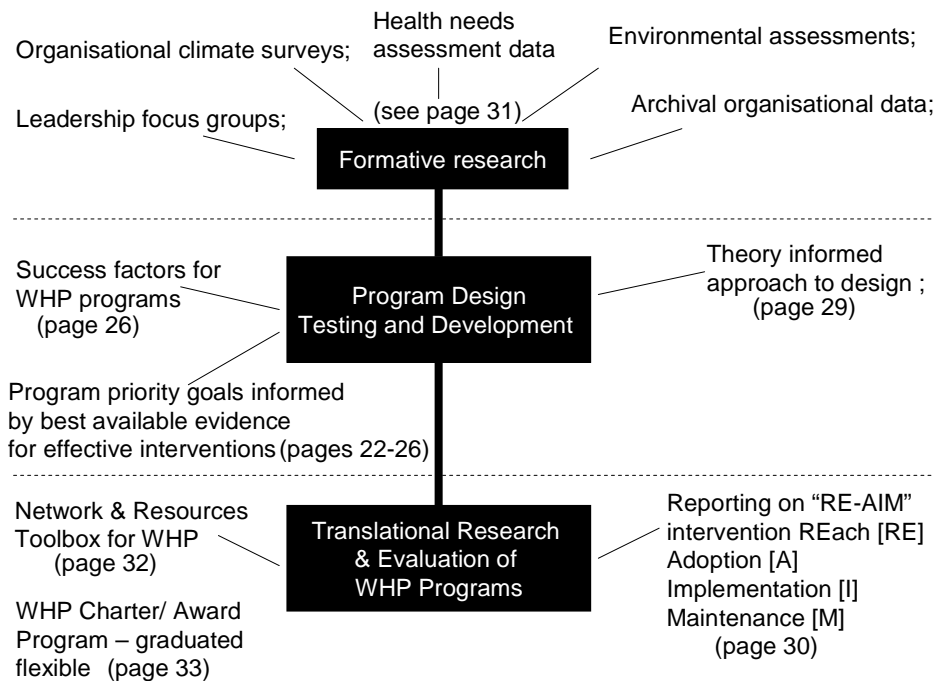 Health needs
assessment data
(see page 31)
Organisational climate surveys;
Environmental assessments;
Leadership focus groups;
Archival organisational data;
Formative research
Success factors for
WHP programs
(page 26)
Program Design
Testing and Development
Theory informed
approach to design ;
(page 29)
Program priority goals informed
by best available evidence
for effective interventions (pages 22-26)
Network & Resources
Toolbox for WHP
(page 32)
WHP Charter/ Award
Program – graduated
flexible (page 33)
Translational Research
& Evaluation of
WHP Programs
Reporting on “RE-AIM”
intervention REach [RE]
Adoption [A]
Implementation [I]
Maintenance [M]
(page 30)